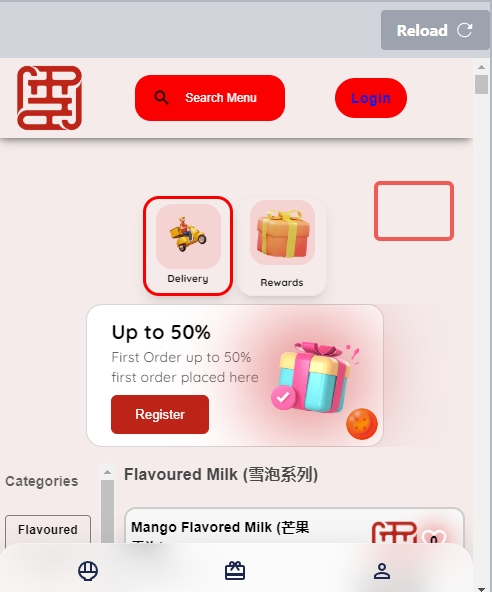 Reload
Search Menu
Login
Delivery
Rewards
Up to 50%
First Order up to 50%
first order placed here
Register
Categories
Flavoured Milk (雪泡系列)
Flavoured
Mango Flavored Milk (芒果
0